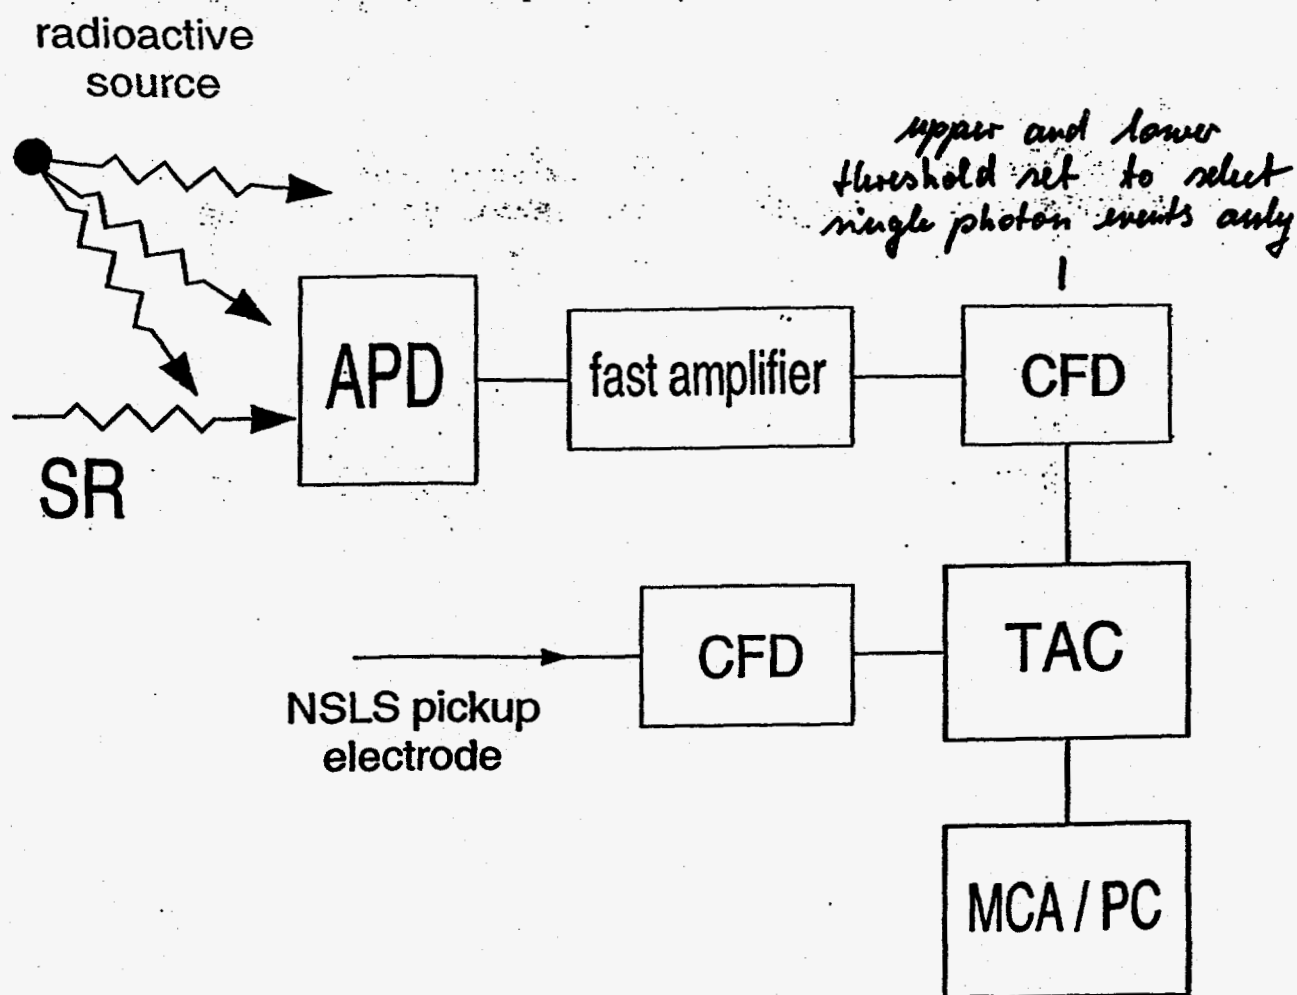 radioactive
source
upper and lower
threshold set to select
single photon events only
APD
fast amplifier
CFD
SR
CFD
TAC
NSLS pickup
electrode
MCA / PC